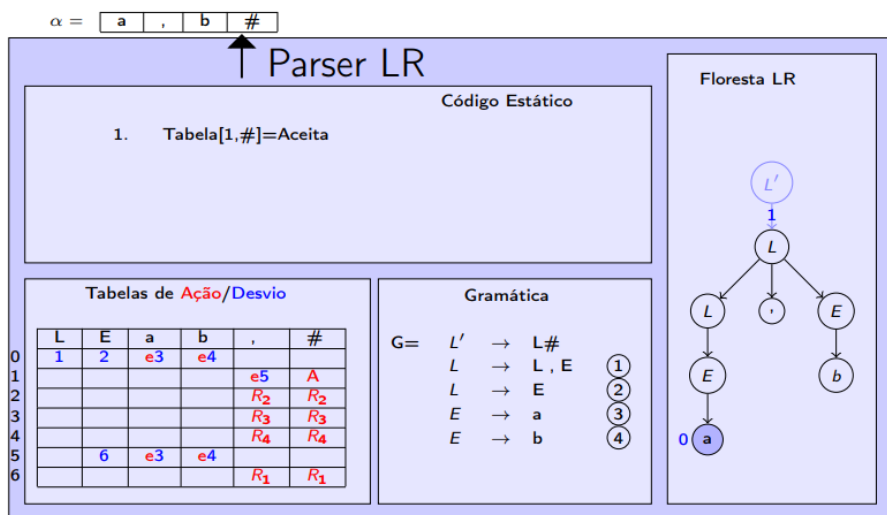 α = a , b #
Parser LR
Código Estático
1. Tabela[1,#]=Aceita
Tabelas de Ação/Desvio
L E a b , #
0 1 2 e3 e4
1 e5 A
2 R2 R2
3 R3 R3
4 R4 R4
5 6 e3 e4
6 R1 R1
Gramática
G= L′ → L#
L → L , E 1
L → E 2
E → a 3
E → b 4
Floresta LR
L′
1
L
L , E
E b
0 a